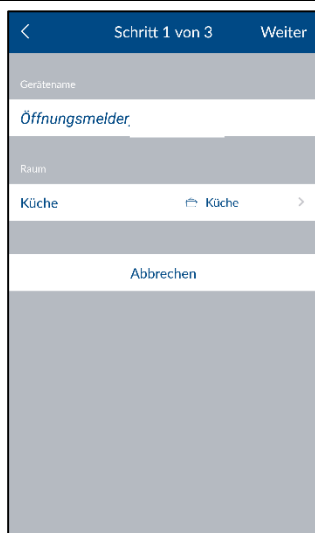 Schritt 1 von 3 Weiter
Gerätename
Öffnungsmelder
Raum
Küche Küche
Abbrechen